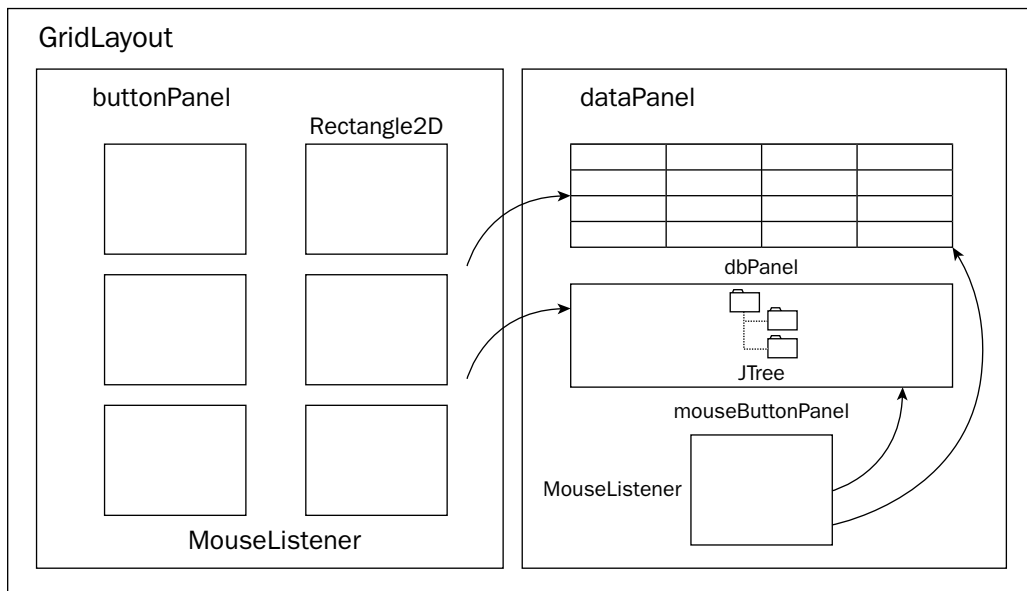 GridLayout
buttonPanel
Rectangle2D
MouseListener
dataPanel
dbPanel
JTree
mouseButtonPanel
MouseListener